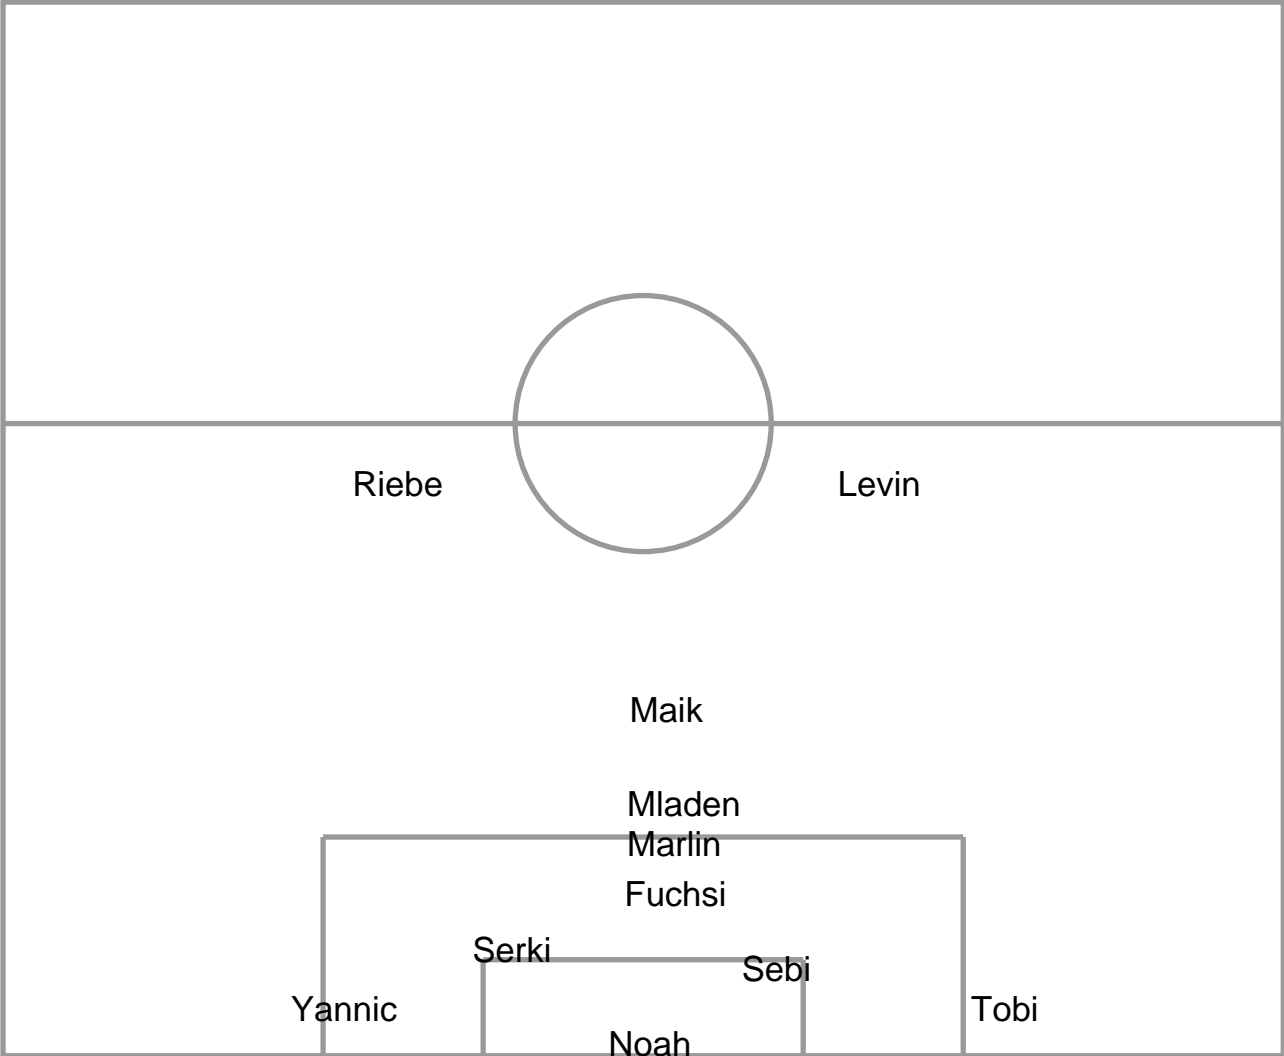 Riebe Levin
Maik
Mladen
Marlin
Fuchsi
Serki
Sebi
Yannic Tobi
Noah